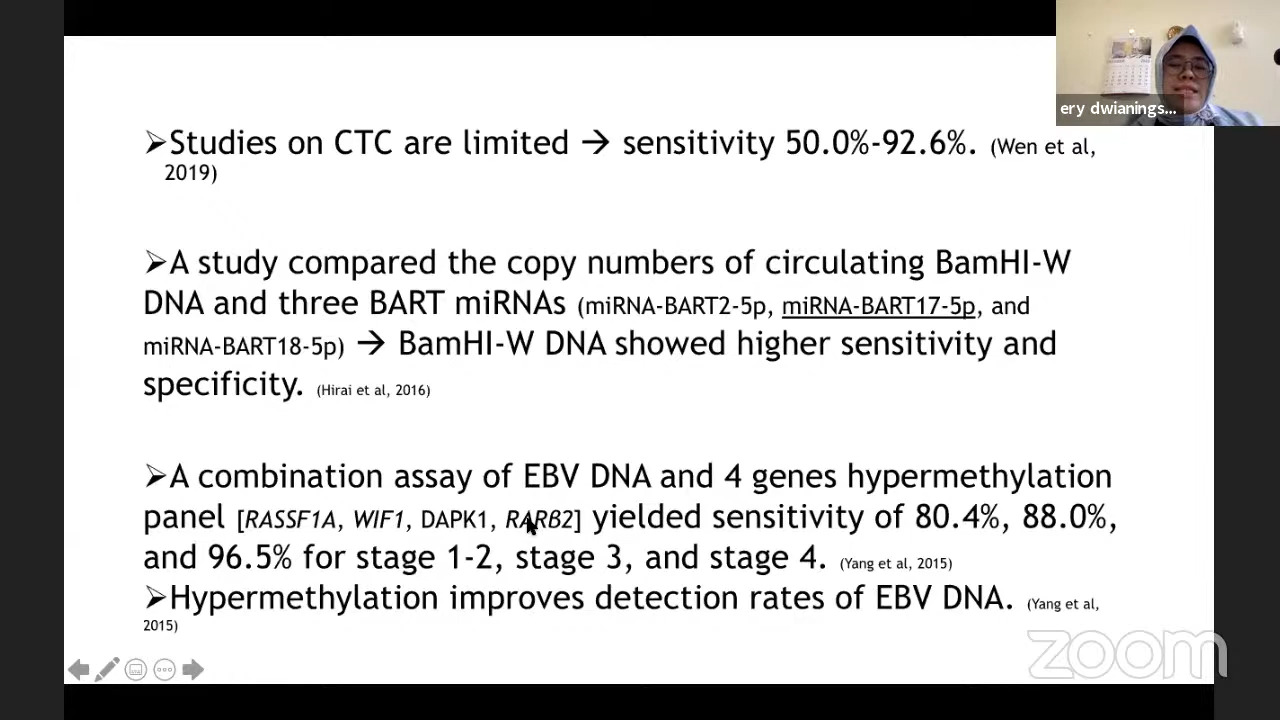 ➢Studies on CTC are limited → sensitivity 50.0%-92.6%. (Wen et al,
2019)
➢A study compared the copy numbers of circulating BamHI-W
DNA and three BART miRNAs (miRNA-BART2-5p, miRNA-BART17-5p, and
miRNA-BART18-5p) → BamHI-W DNA showed higher sensitivity and
specificity. (Hirai et al, 2016)
➢A combination assay of EBV DNA and 4 genes hypermethylation
panel [RASSF1A, WIF1, DAPK1, RARB2] yielded sensitivity of 80.4%, 88.0%,
and 96.5% for stage 1-2, stage 3, and stage 4. (Yang et al, 2015)
➢Hypermethylation improves detection rates of EBV DNA. (Yang et al,
2015)
ery dwianings...
zoom